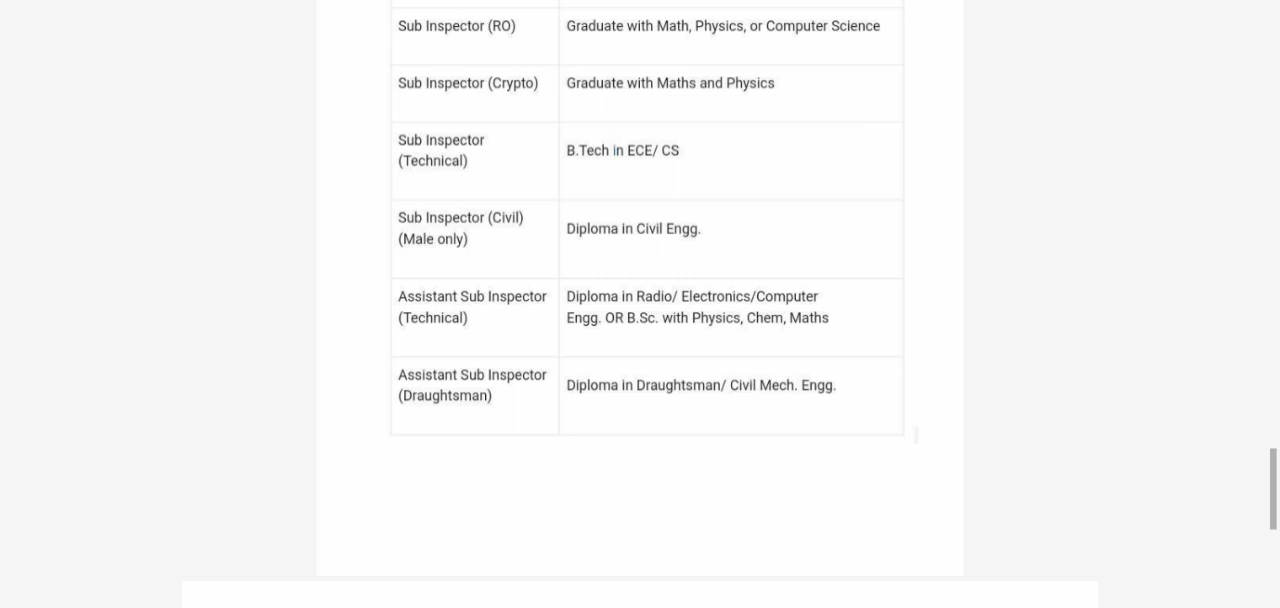 Sub Inspector (RO)
Graduate with Math, Physics, or Computer Science
Sub Inspector (Crypto)
Graduate with Maths and Physics
Sub Inspector
(Technical)
B.Tech in ECE/ CS
Sub Inspector (Civil)
(Male only)
Diploma in Civil Engg.
Assistant Sub Inspector
(Technical)
Diploma in Radio/ Electronics/Computer
Engg. OR B.Sc. with Physics, Chem, Maths
Assistant Sub Inspector
(Draughtsman)
Diploma in Draughtsman/ Civil Mech. Engg.